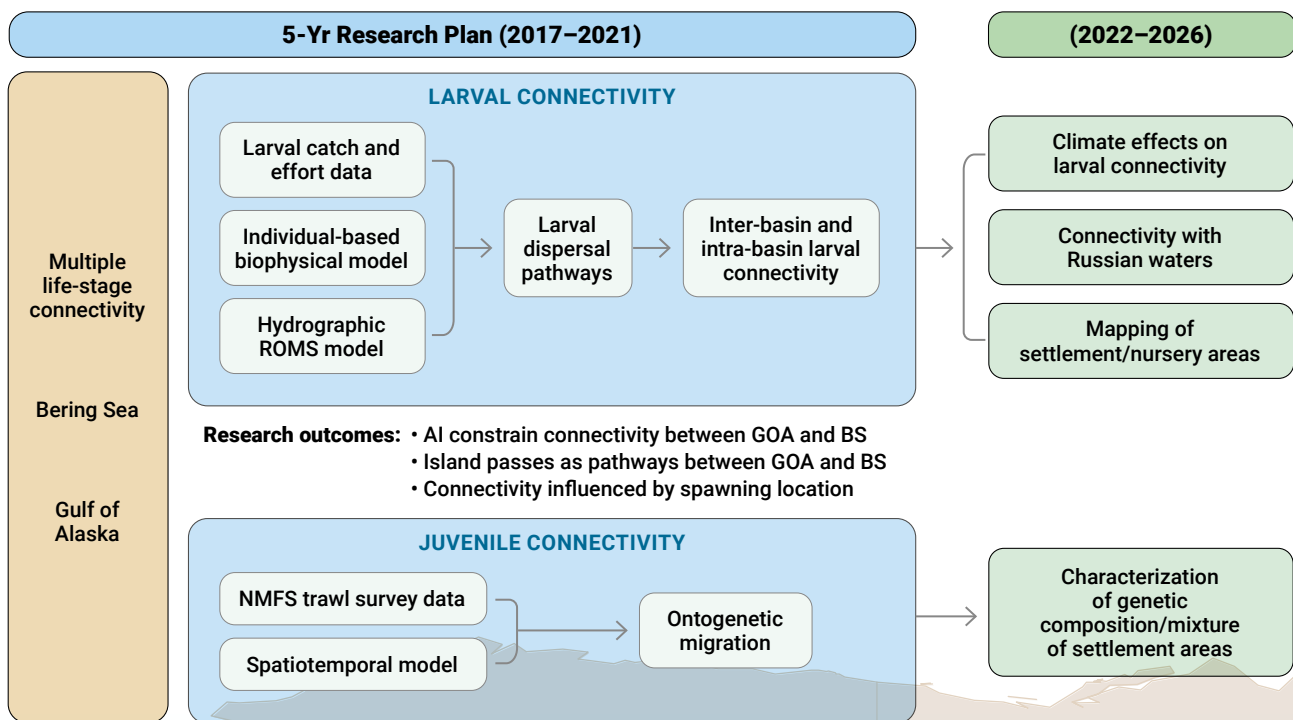 5-Yr Research Plan (2017–2021)
(2022–2026)
Multiple
life-stage
connectivity
Bering Sea
Gulf of
Alaska
LARVAL CONNECTIVITY
Larval catch and
effort data
Individual-based
biophysical model
Hydrographic
ROMS model
Larval
dispersal
pathways
Inter-basin and
intra-basin larval
connectivity
Climate effects on
larval connectivity
Connectivity with
Russian waters
Mapping of
settlement/nursery areas
Research outcomes: • AI constrain connectivity between GOA and BS
• Island passes as pathways between GOA and BS
• Connectivity influenced by spawning location
JUVENILE CONNECTIVITY
NMFS trawl survey data
Spatiotemporal model
Ontogenetic
migration
Characterization
of genetic
composition/mixture
of settlement areas